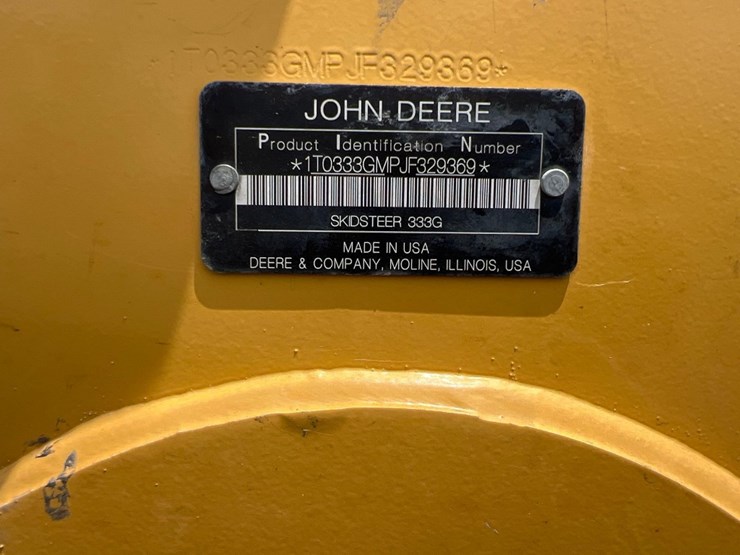 *1T0333GMPJF329369*
JOHN DEERE
Product Identification Number
*1T0333GMPJF329369*
SKIDSTEER 333G
MADE IN USA
DEERE & COMPANY, MOLINE, ILLINOIS, USA